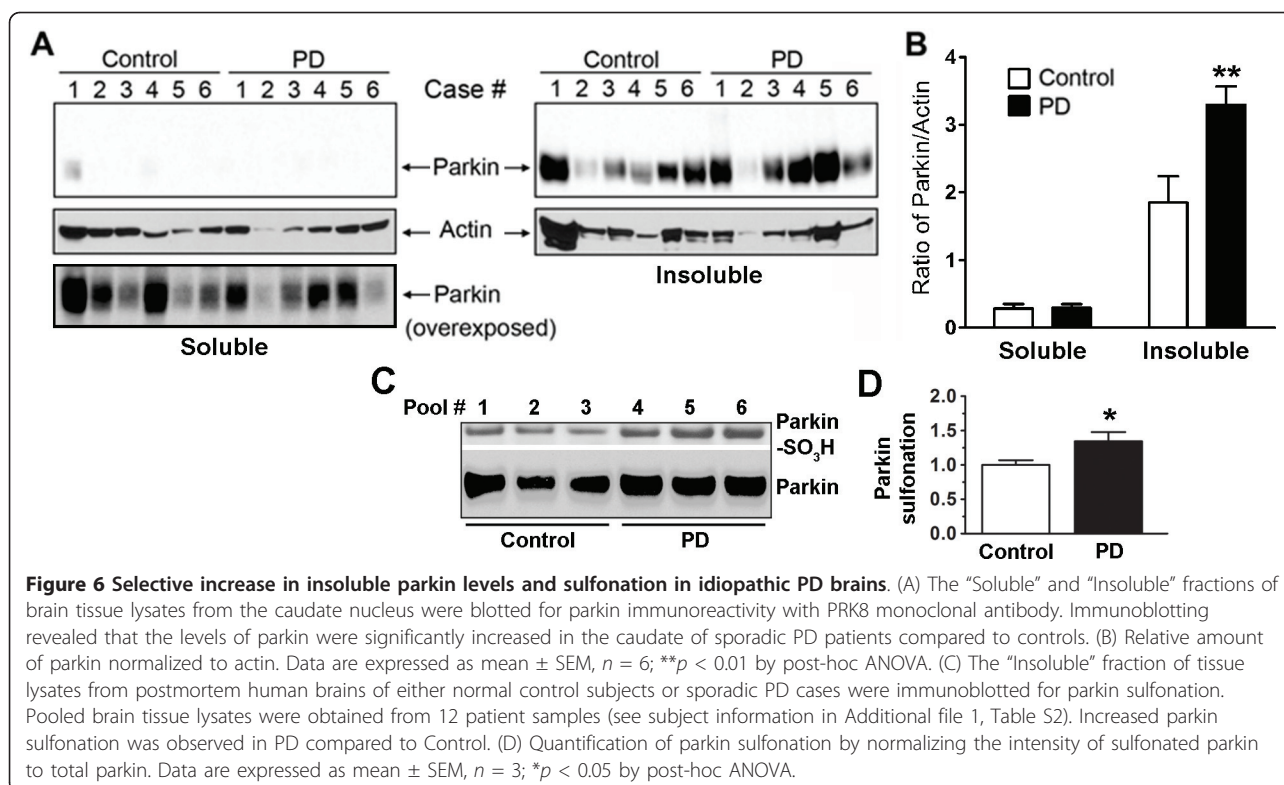 A
Control PD
1 2 3 4 5 6 1 2 3 4 5 6
Case #
Control PD
1 2 3 4 5 6 1 2 3 4 5 6
Parkin
Actin
Parkin
(overexposed)
Soluble
Insoluble
B
Ratio of Parkin/Actin
4
3
2
1
0
Control
PD
**
Soluble Insoluble
C
Pool # 1 2 3 4 5 6
Parkin
-SO₃H
Parkin
Control PD
D
Parkin
sulfonation
2.0
1.5
1.0
0.5
0.0
*
Control PD
Figure 6 Selective increase in insoluble parkin levels and sulfonation in idiopathic PD brains. (A) The “Soluble” and “Insoluble” fractions of
brain tissue lysates from the caudate nucleus were blotted for parkin immunoreactivity with PRK8 monoclonal antibody. Immunoblotting
revealed that the levels of parkin were significantly increased in the caudate of sporadic PD patients compared to controls. (B) Relative amount
of parkin normalized to actin. Data are expressed as mean ± SEM, n = 6; **p < 0.01 by post-hoc ANOVA. (C) The “Insoluble” fraction of tissue
lysates from postmortem human brains of either normal control subjects or sporadic PD cases were immunoblotted for parkin sulfonation.
Pooled brain tissue lysates were obtained from 12 patient samples (see subject information in Additional file 1, Table S2). Increased parkin
sulfonation was observed in PD compared to Control. (D) Quantification of parkin sulfonation by normalizing the intensity of sulfonated parkin
to total parkin. Data are expressed as mean ± SEM, n = 3; *p < 0.05 by post-hoc ANOVA.